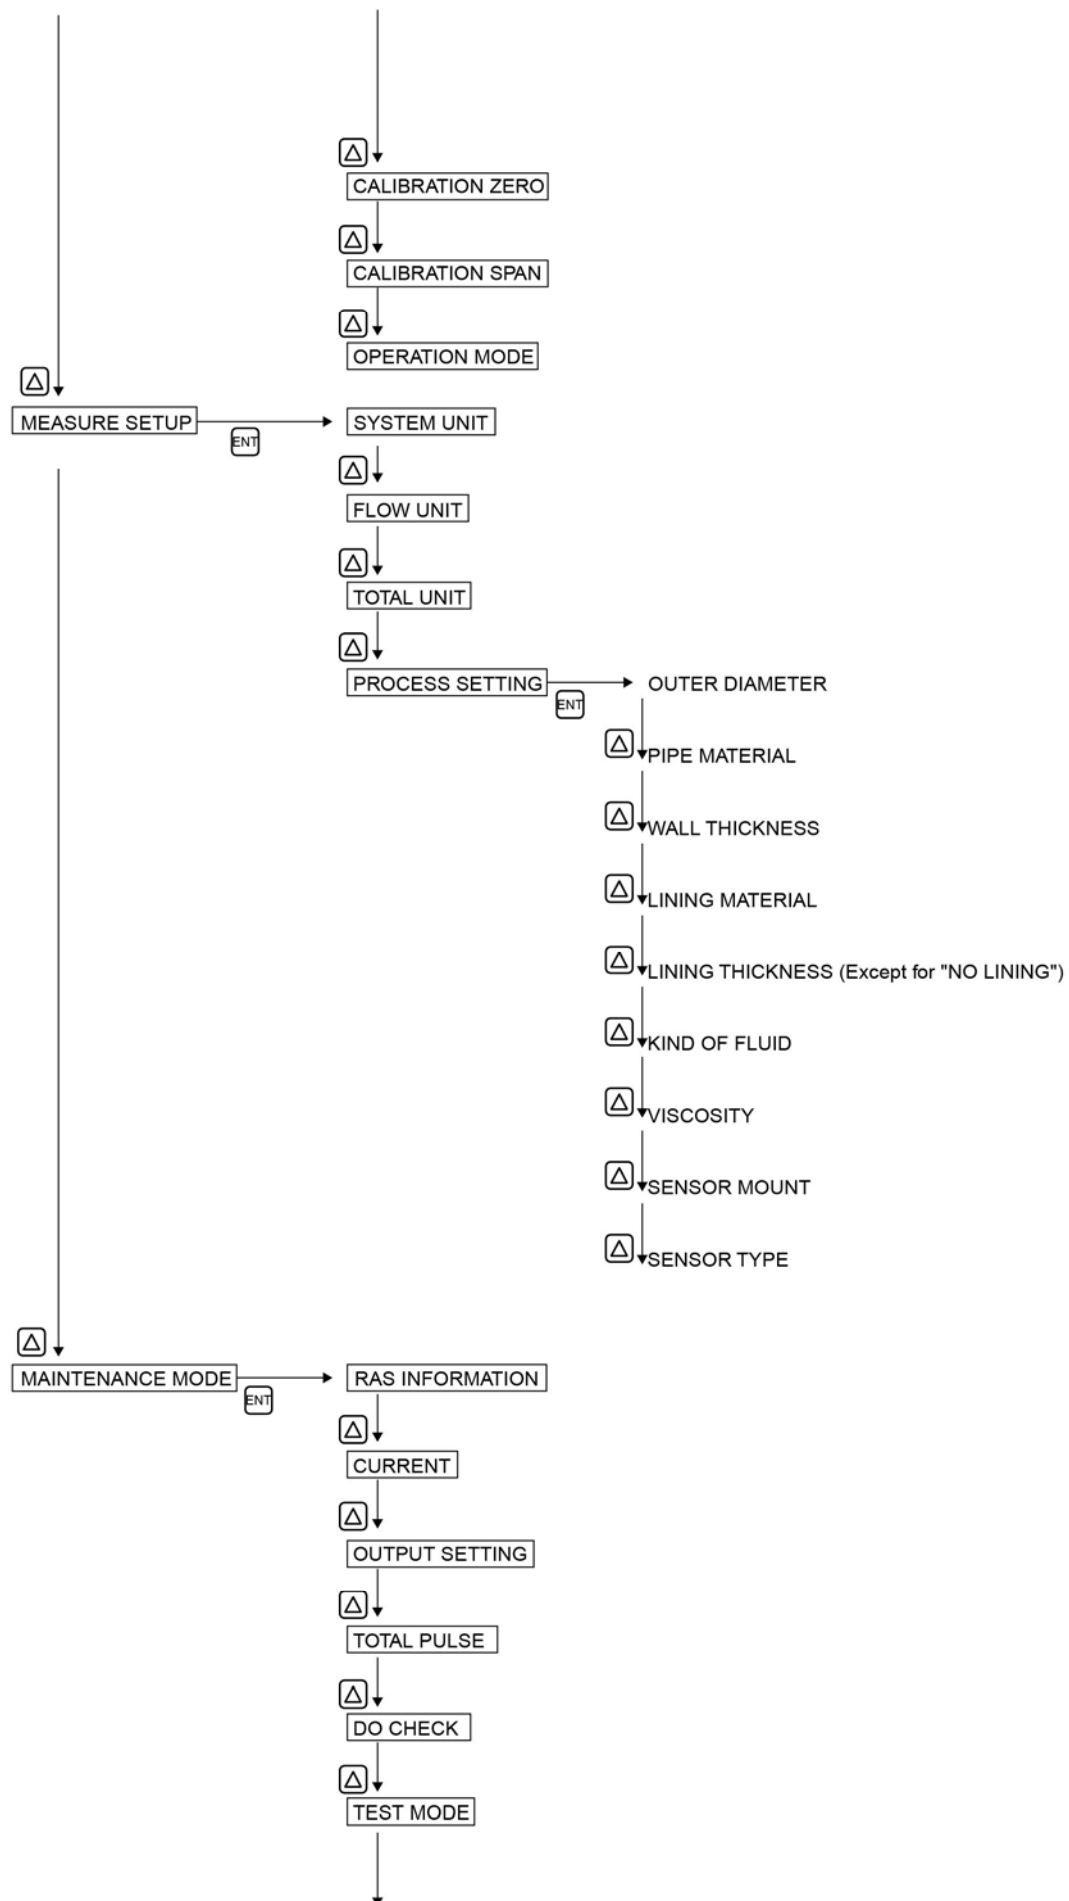 CALIBRATION ZERO
CALIBRATION SPAN
OPERATION MODE
MEASURE SETUP
ENT
SYSTEM UNIT
FLOW UNIT
TOTAL UNIT
PROCESS SETTING
ENT
OUTER DIAMETER
PIPE MATERIAL
WALL THICKNESS
LINING MATERIAL
LINING THICKNESS (Except for "NO LINING")
KIND OF FLUID
VISCOSITY
SENSOR MOUNT
SENSOR TYPE
MAINTENANCE MODE
ENT
RAS INFORMATION
CURRENT
OUTPUT SETTING
TOTAL PULSE
DO CHECK
TEST MODE